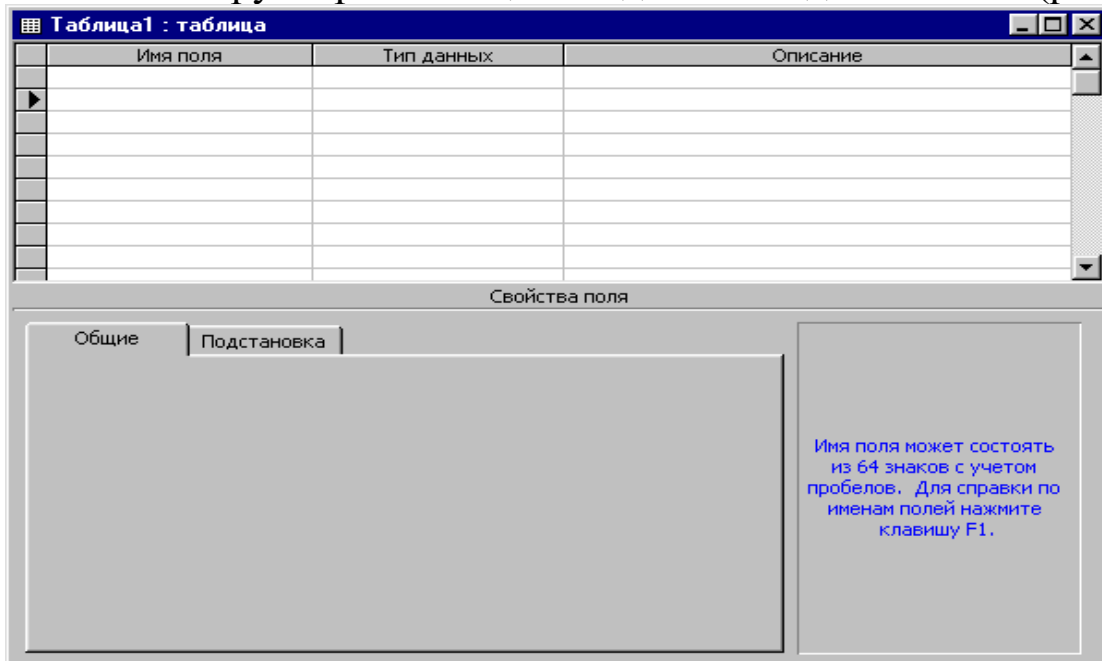 Таблица1 : таблица
Имя поля Тип данных Описание
Свойства поля
Общие Подстановка
Имя поля может состоять
из 64 знаков с учетом
пробелов. Для справки по
именам полей нажмите
клавишу F1.